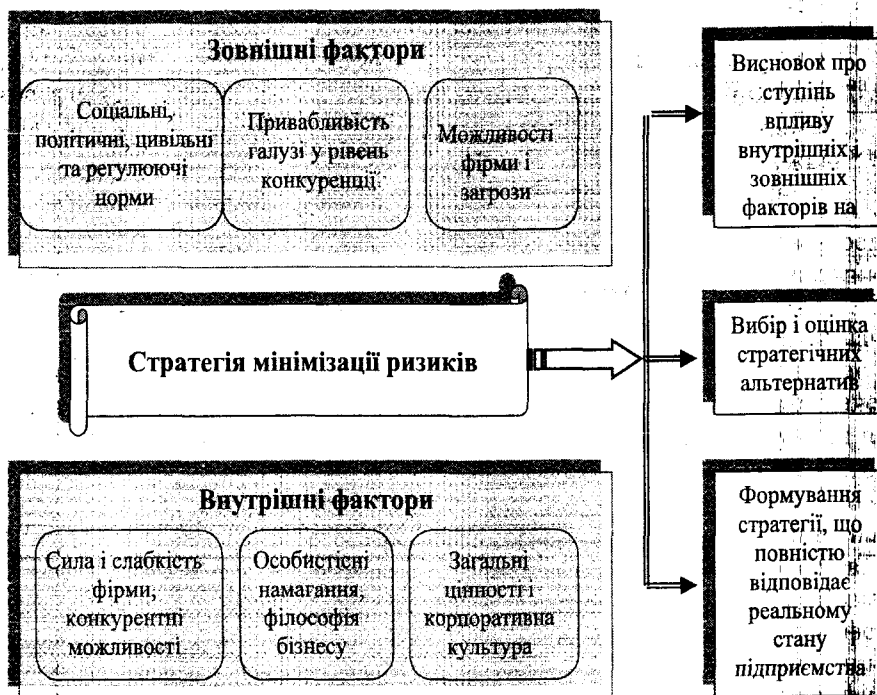 Зовнішні фактори
Соціальні,
політичні, цивільні
та регулюючі
норми
Привабливість
галузі у рівень
конкуренції
Можливості
фірми і
загрози
Стратегія мінімізації ризиків
Внутрішні фактори
Сила і слабкість
фірми,
конкурентні
можливості
Особистісні
намагання,
філософія
бізнесу
Загальні
цінності і
корпоративна
культура
Висновок про
ступінь
впливу
внутрішніх і
зовнішніх
факторів на
Вибір і оцінка
стратегічних
альтернатив
Формування
стратегії, що
повністю
відповідає
реальному
стану
підприємства